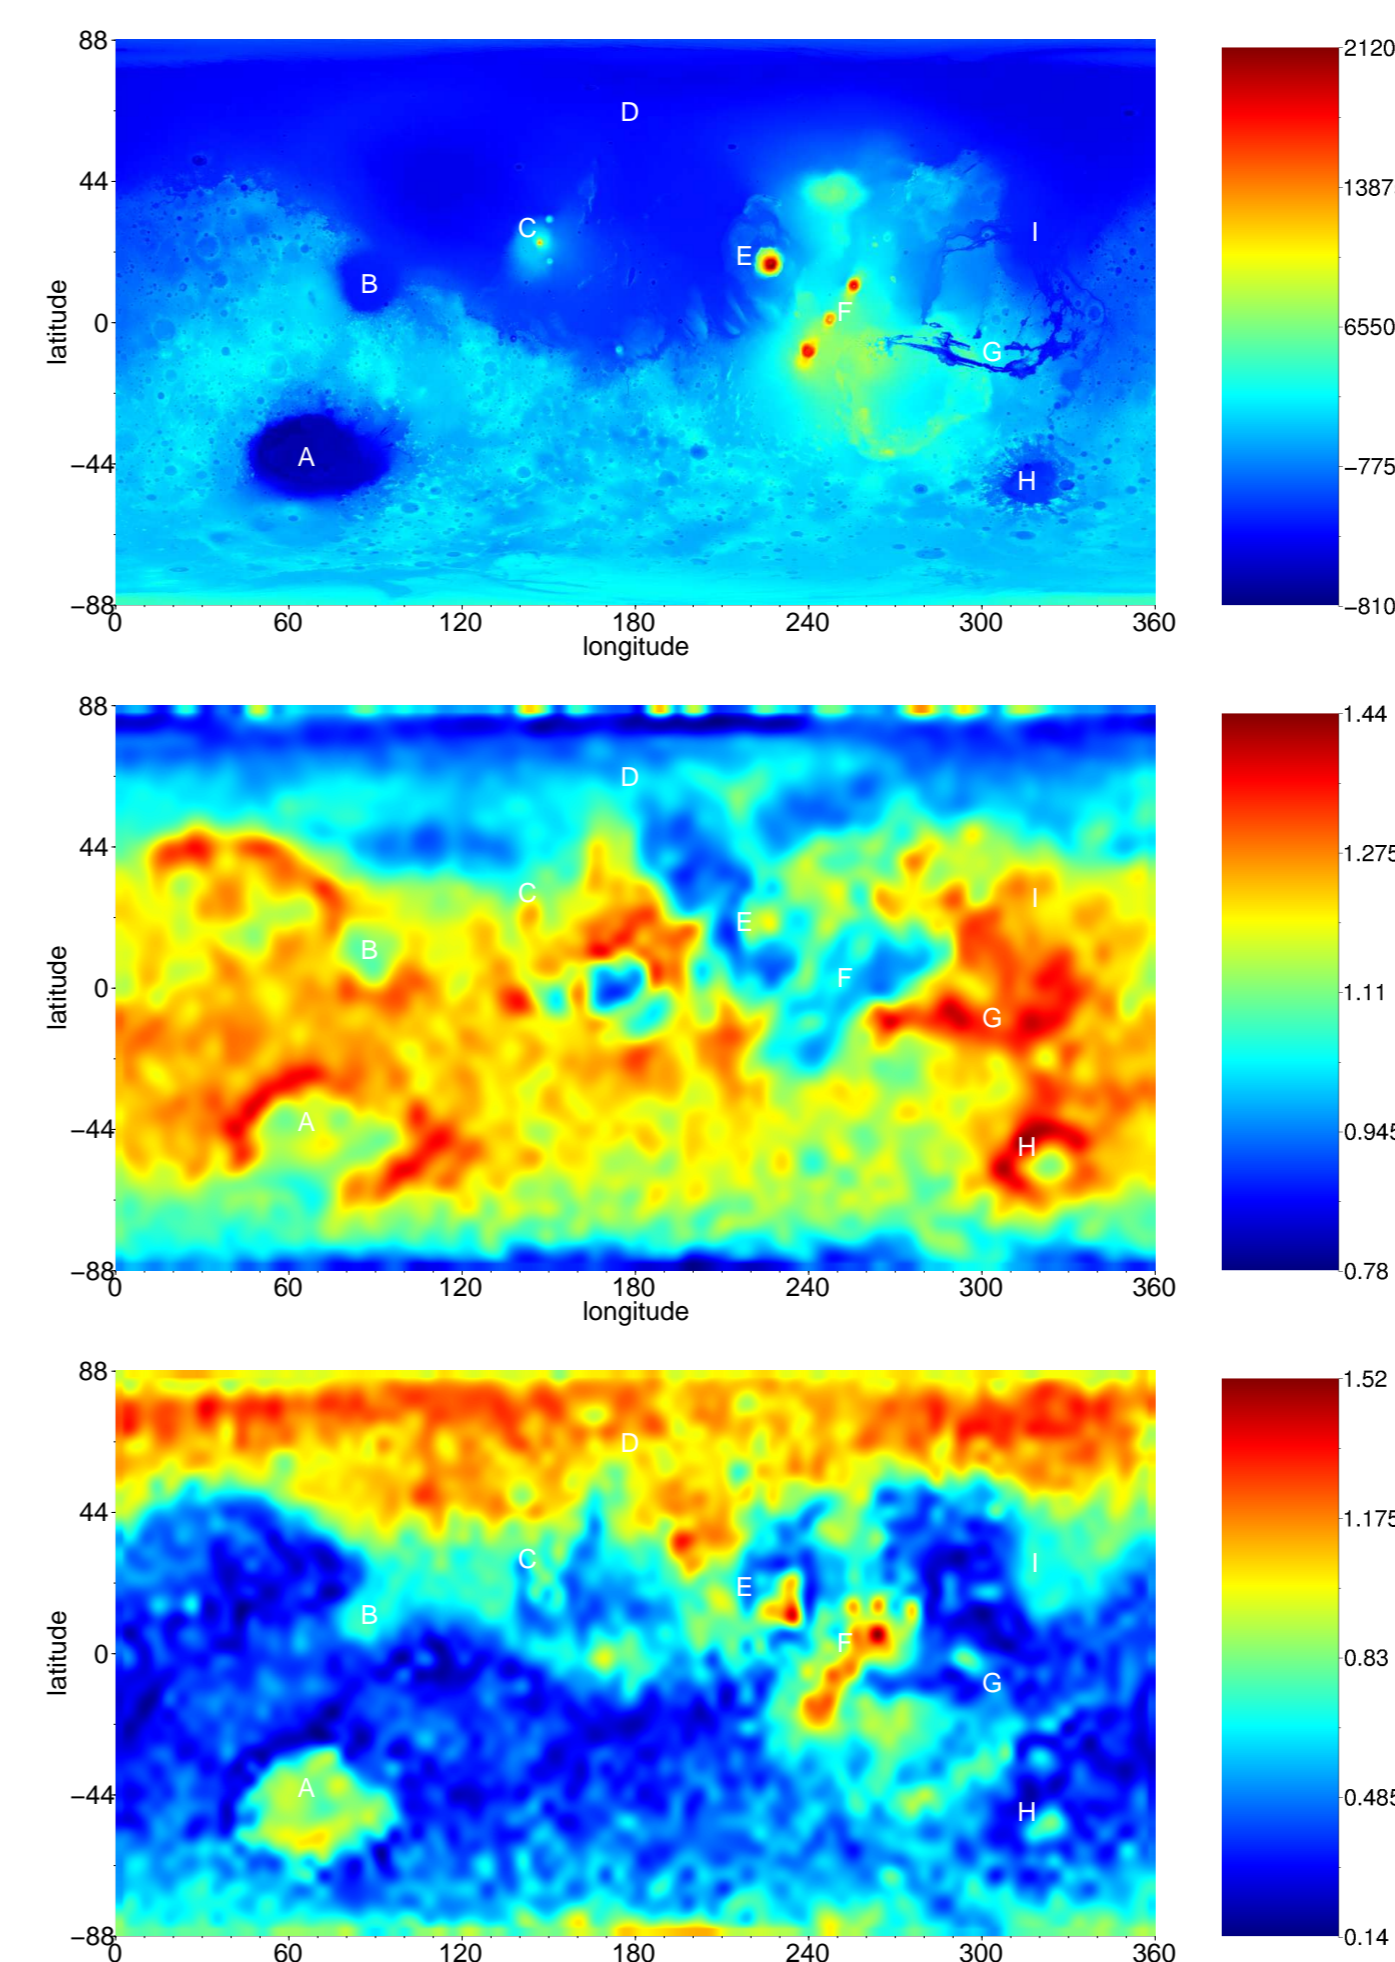 88
44
0
−44
−88
latitude
0
60
120
180
240
300
360
longitude
A
B
C
D
E
F
G
H
I
2120
1387
6550
−775
−810
88
44
0
−44
−88
latitude
0
60
120
180
240
300
360
longitude
A
B
C
D
E
F
G
H
I
1.44
1.275
1.11
0.945
0.78
88
44
0
−44
−88
latitude
0
60
120
180
240
300
360
A
B
C
D
E
F
G
H
I
1.52
1.175
0.83
0.485
0.14